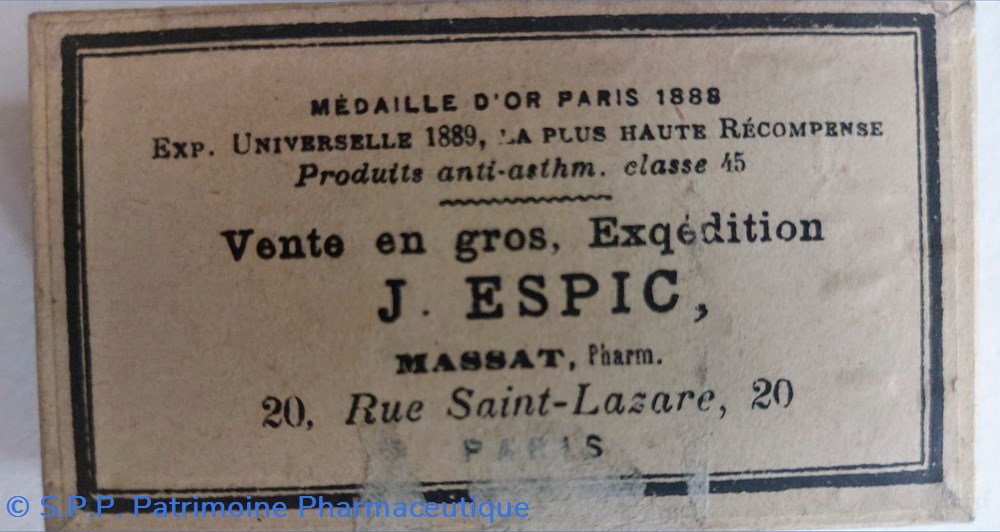 MÉDAILLE D'OR PARIS 1888
EXP. UNIVERSELLE 1889, LA PLUS HAUTE RÉCOMPENSE
Produits anti-asthm. classe 45
Vente en gros, Exqédition
J. ESPIC,
MASSAT, Pharm.
20, Rue Saint-Lazare, 20
PARIS
© S.P.P. Patrimoine Pharmaceutique